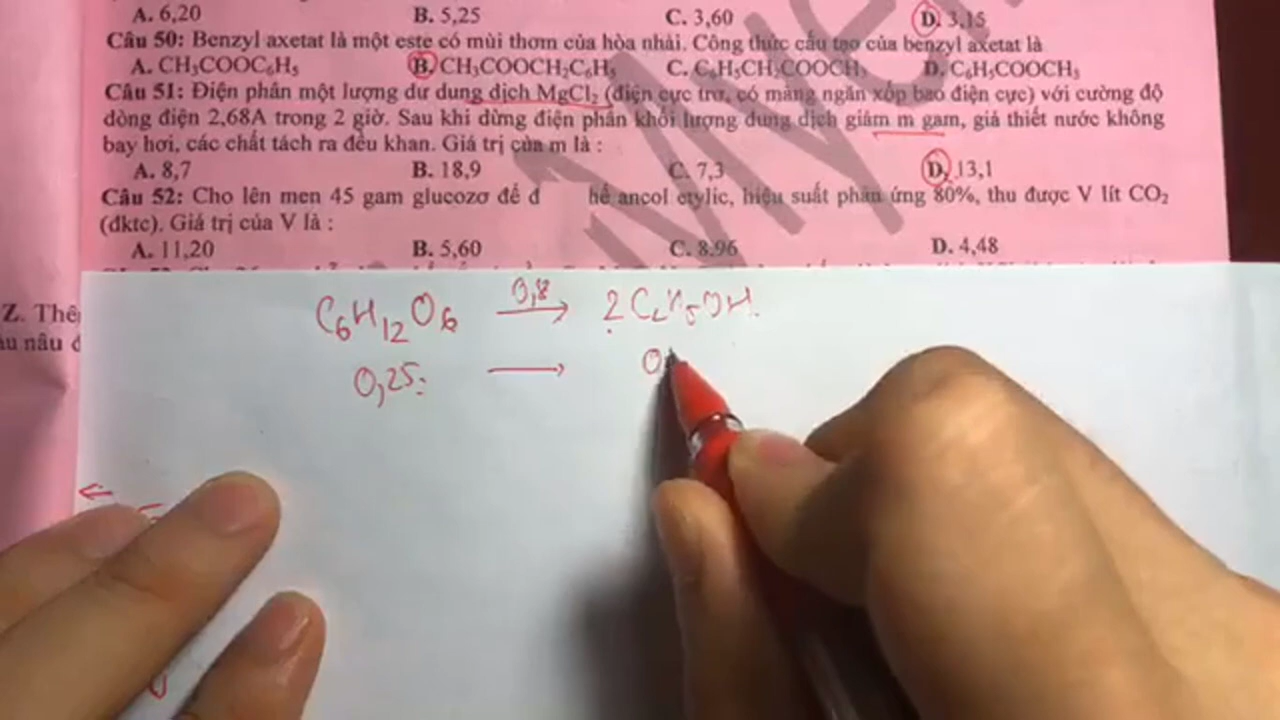 A. 6,20 B. 5,25 C. 3,60 D. 3,15
Câu 50: Benzyl axetat là một este có mùi thơm của hòa nhài. Công thức cấu tạo của benzyl axetat là
A. CH₃COOC₆H₅ B. CH₃COOCH₂C₆H₅ C. C₆H₅CH₂COOCH₃ D. C₆H₅COOCH₃
Câu 51: Điện phân một lượng dư dung dịch MgCl₂ (điện cực trơ, có màng ngăn xốp bao điện cực) với cường độ
dòng điện 2,68A trong 2 giờ. Sau khi dừng điện phân khối lượng dung dịch giảm m gam, giả thiết nước không
bay hơi, các chất tách ra đều khan. Giá trị của m là :
A. 8,7 B. 18,9 C. 7,3 D. 13,1
Câu 52: Cho lên men 45 gam glucozơ để đ hế ancol etylic, hiệu suất phản ứng 80%, thu được V lít CO₂
(đktc). Giá trị của V là :
A. 11,20 B. 5,60 C. 8.96 D. 4,48
Z. Thê
âu nâu đ
C₆H₁₂O₆ 0,8 → 2C₂H₅OH.
0,25: → 0